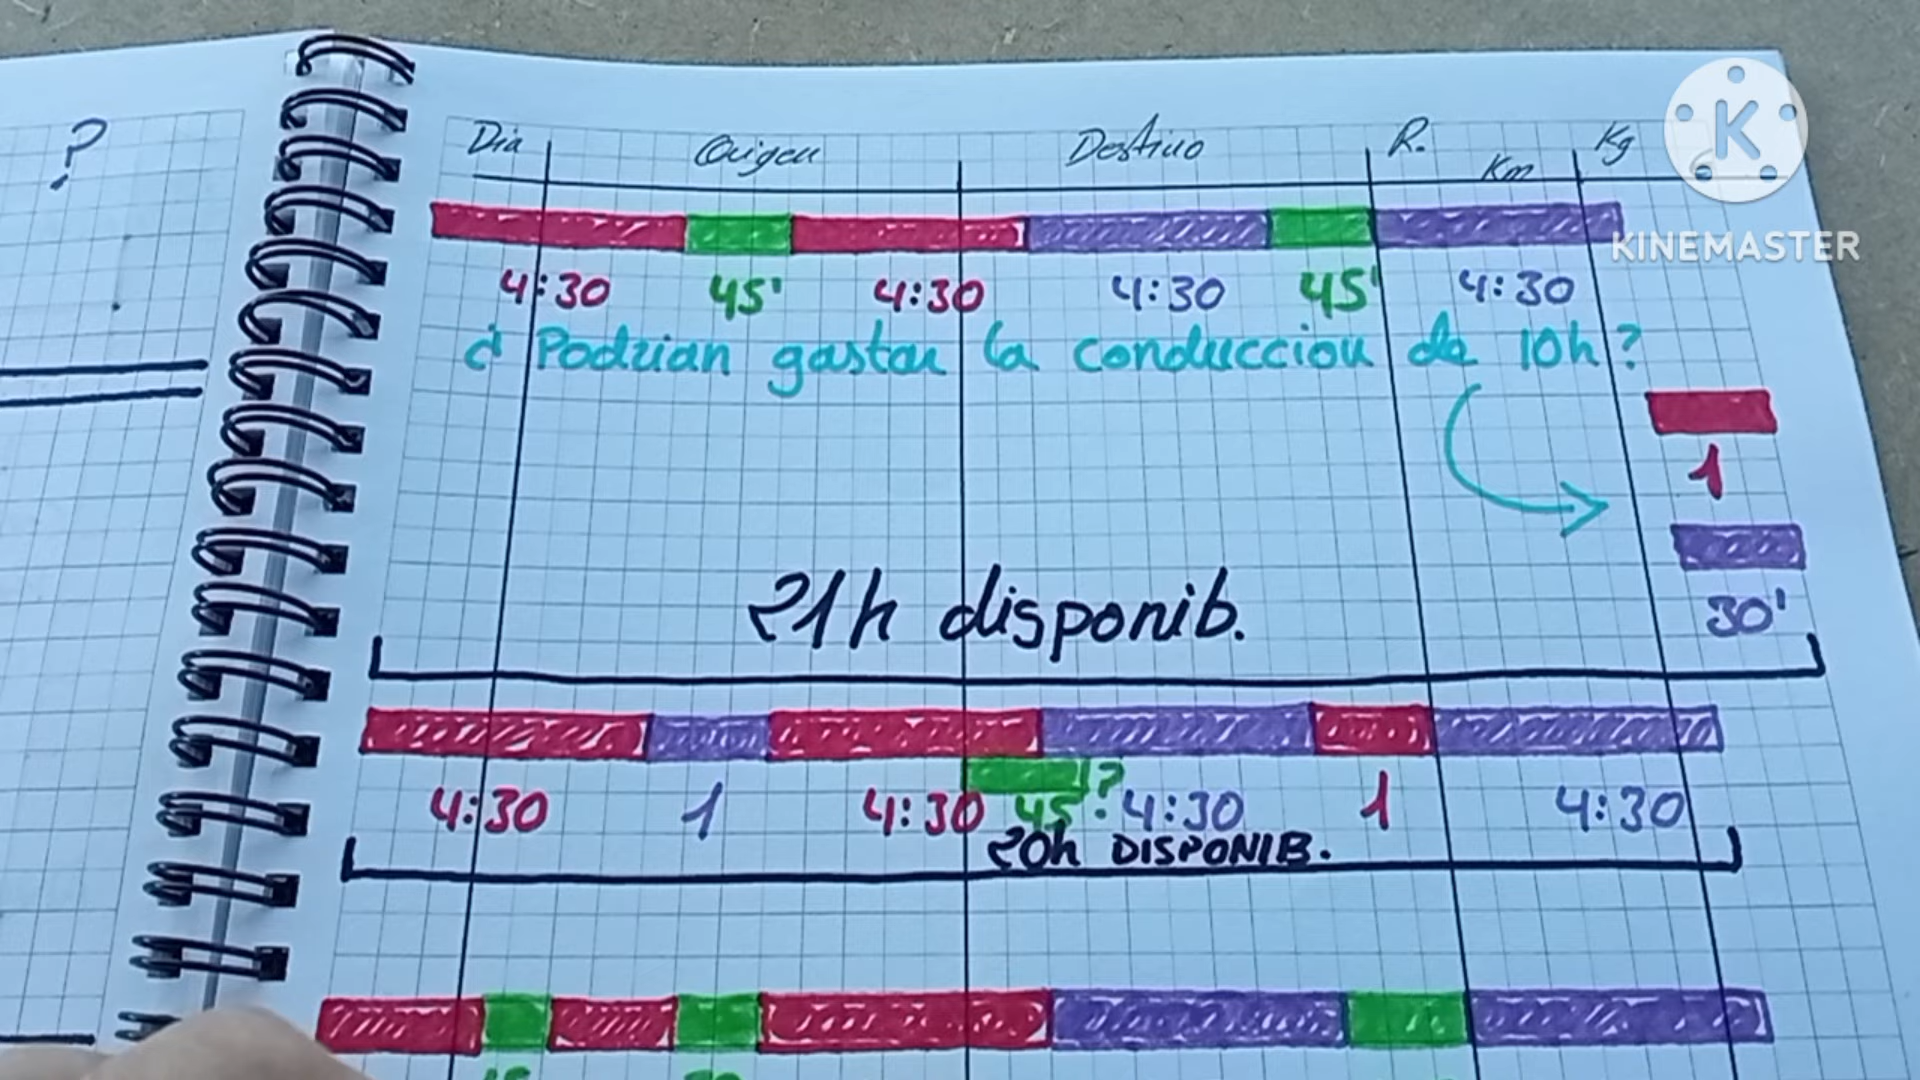 ?
Dia Origen Destino R. Km Kg
K
KINEMASTER
4:30 45' 4:30 4:30 45' 4:30
¿Podrian gastar la conduccion de 10h?
1
30'
21h disponib.
4:30 1 4:30 45'? 4:30 1 4:30
20h DISPONIB.